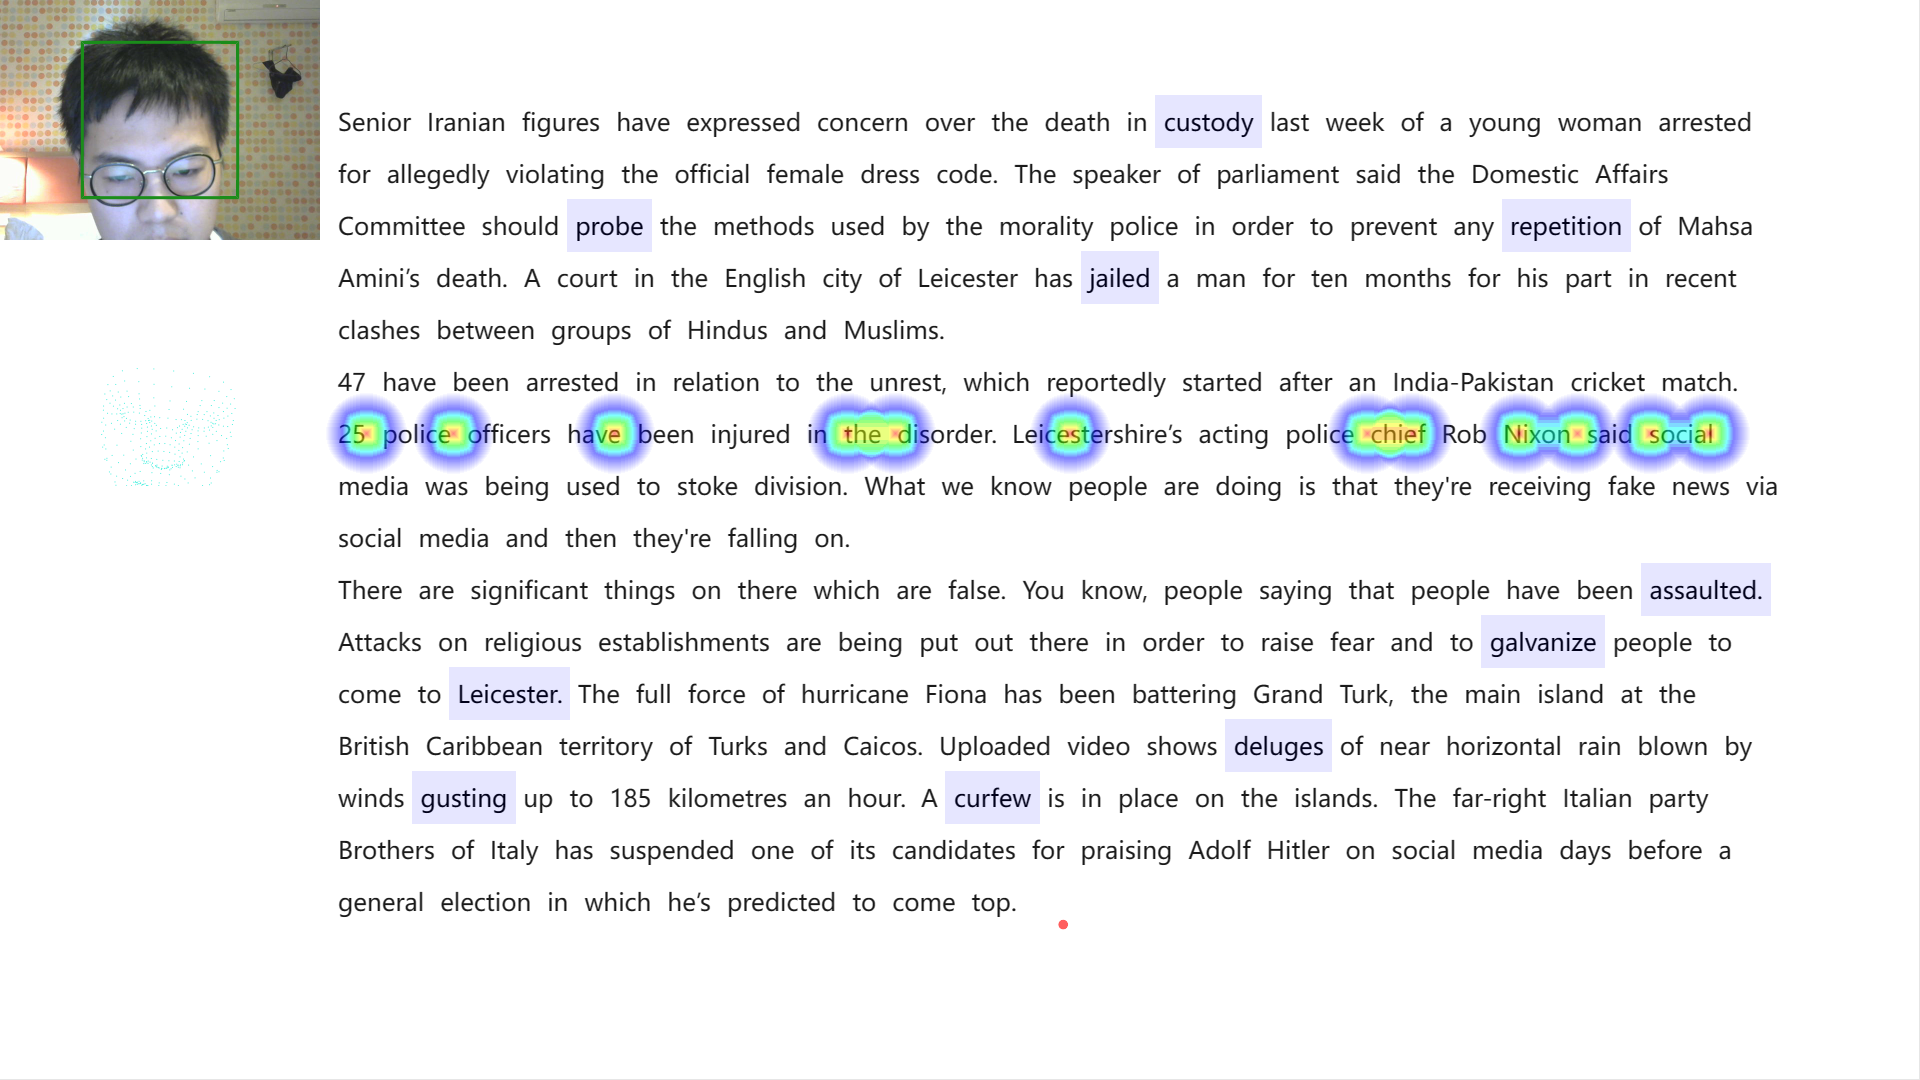 Senior Iranian figures have expressed concern over the death in custody last week of a young woman arrested
for allegedly violating the official female dress code. The speaker of parliament said the Domestic Affairs
Committee should probe the methods used by the morality police in order to prevent any repetition of Mahsa
Amini’s death. A court in the English city of Leicester has jailed a man for ten months for his part in recent
clashes between groups of Hindus and Muslims.
47 have been arrested in relation to the unrest, which reportedly started after an India-Pakistan cricket match.
25 police officers have been injured in the disorder. Leicestershire’s acting police chief Rob Nixon said social
media was being used to stoke division. What we know people are doing is that they're receiving fake news via
social media and then they're falling on.
There are significant things on there which are false. You know, people saying that people have been assaulted.
Attacks on religious establishments are being put out there in order to raise fear and to galvanize people to
come to Leicester. The full force of hurricane Fiona has been battering Grand Turk, the main island at the
British Caribbean territory of Turks and Caicos. Uploaded video shows deluges of near horizontal rain blown by
winds gusting up to 185 kilometres an hour. A curfew is in place on the islands. The far-right Italian party
Brothers of Italy has suspended one of its candidates for praising Adolf Hitler on social media days before a
general election in which he’s predicted to come top.